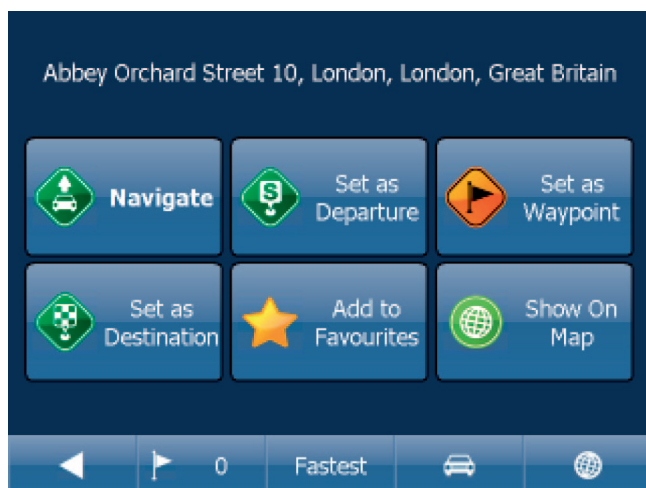 Abbey Orchard Street 10, London, London, Great Britain
Navigate
Set as
Departure
Set as
Waypoint
Set as
Destination
Add to
Favourites
Show On
Map
0
Fastest